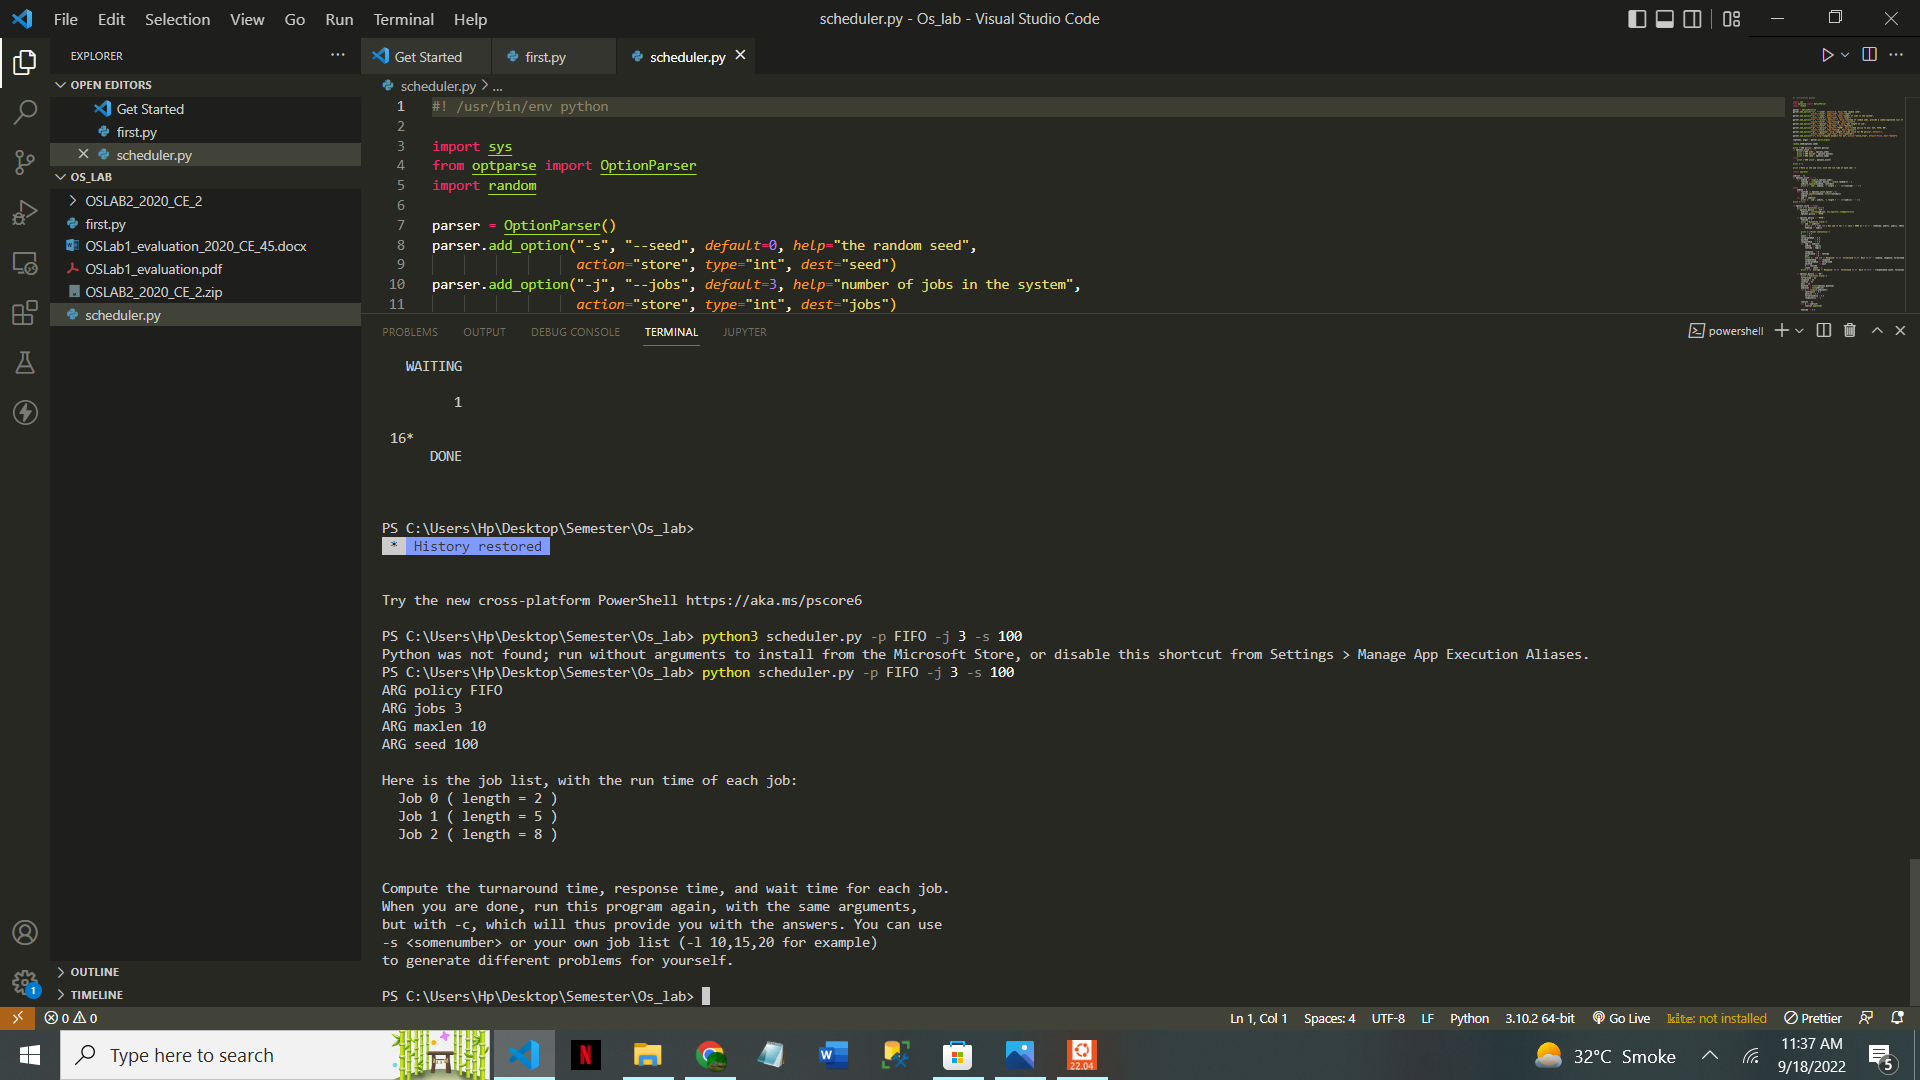 File Edit Selection View Go Run Terminal Help
scheduler.py - Os_lab - Visual Studio Code
EXPLORER
OPEN EDITORS
Get Started
first.py
scheduler.py
OS_LAB
OSLAB2_2020_CE_2
first.py
OSLab1_evaluation_2020_CE_45.docx
OSLab1_evaluation.pdf
OSLAB2_2020_CE_2.zip
scheduler.py
OUTLINE
TIMELINE
Get Started first.py scheduler.py
scheduler.py > ...
1 #! /usr/bin/env python
2
3 import sys
4 from optparse import OptionParser
5 import random
6
7 parser = OptionParser()
8 parser.add_option("-s", "--seed", default=0, help="the random seed",
9 action="store", type="int", dest="seed")
10 parser.add_option("-j", "--jobs", default=3, help="number of jobs in the system",
11 action="store", type="int", dest="jobs")
PROBLEMS OUTPUT DEBUG CONSOLE TERMINAL JUPYTER
powershell
WAITING
1
16*
DONE
PS C:\Users\Hp\Desktop\Semester\Os_lab>
* History restored
Try the new cross-platform PowerShell https://aka.ms/pscore6
PS C:\Users\Hp\Desktop\Semester\Os_lab> python3 scheduler.py -p FIFO -j 3 -s 100
Python was not found; run without arguments to install from the Microsoft Store, or disable this shortcut from Settings > Manage App Execution Aliases.
PS C:\Users\Hp\Desktop\Semester\Os_lab> python scheduler.py -p FIFO -j 3 -s 100
ARG policy FIFO
ARG jobs 3
ARG maxlen 10
ARG seed 100
Here is the job list, with the run time of each job:
Job 0 ( length = 2 )
Job 1 ( length = 5 )
Job 2 ( length = 8 )
Compute the turnaround time, response time, and wait time for each job.
When you are done, run this program again, with the same arguments,
but with -c, which will thus provide you with the answers. You can use
-s <somenumber> or your own job list (-l 10,15,20 for example)
to generate different problems for yourself.
PS C:\Users\Hp\Desktop\Semester\Os_lab>
1
0 0
Ln 1, Col 1 Spaces: 4 UTF-8 LF Python 3.10.2 64-bit Go Live kite: not installed Prettier
Type here to search
N
W
22.04
32°C Smoke
11:37 AM
9/18/2022
5